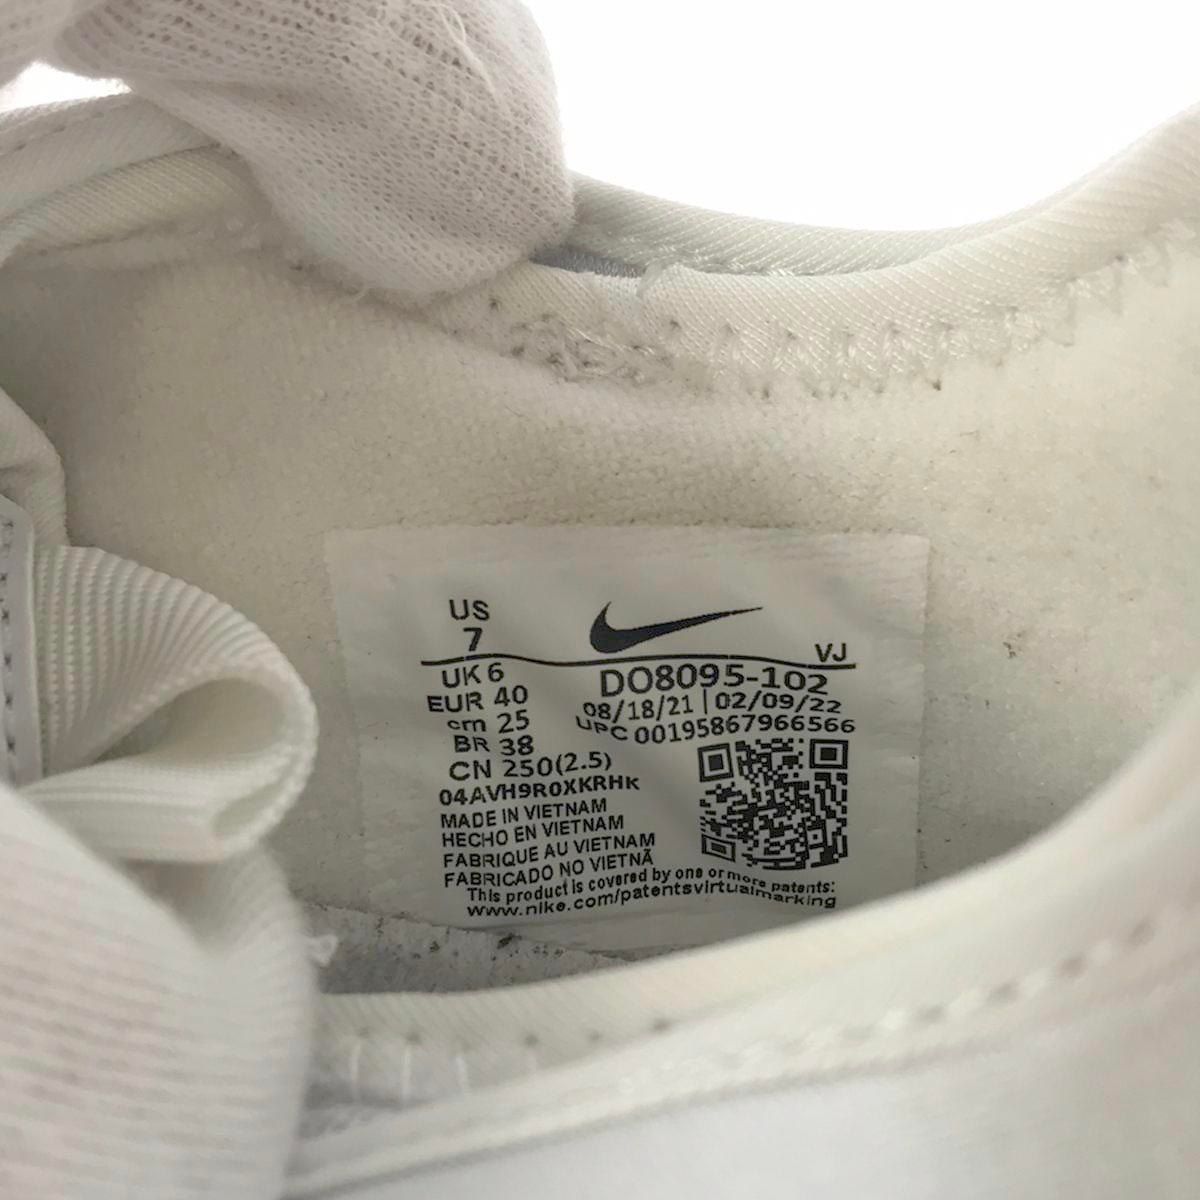 US
7
VJ
UK 6
DO8095-102
EUR 40
08/18/21 | 02/09/22
cm 25
UPC 00195867966566
BR 38
CN 250(2.5)
04AVH9R0XKRHK
MADE IN VIETNAM
HECHO EN VIETNAM
FABRIQUE AU VIETNAM
FABRICADO NO VIETNÃ
This product is covered by one or more patents:
www.nike.com/patentsvirtualmarking